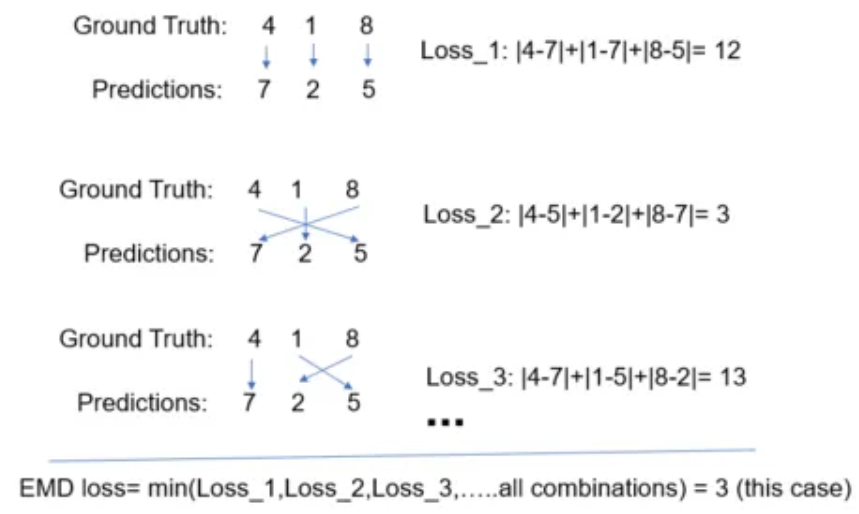 Ground Truth: 4 1 8
Loss_1: |4-7|+|1-7|+|8-5|= 12
Predictions: 7 2 5
Ground Truth: 4 1 8
Loss_2: |4-5|+|1-2|+|8-7|= 3
Predictions: 7 2 5
Ground Truth: 4 1 8
Loss_3: |4-7|+|1-5|+|8-2|= 13
Predictions: 7 2 5
...
EMD loss= min(Loss_1,Loss_2,Loss_3,.....all combinations) = 3 (this case)